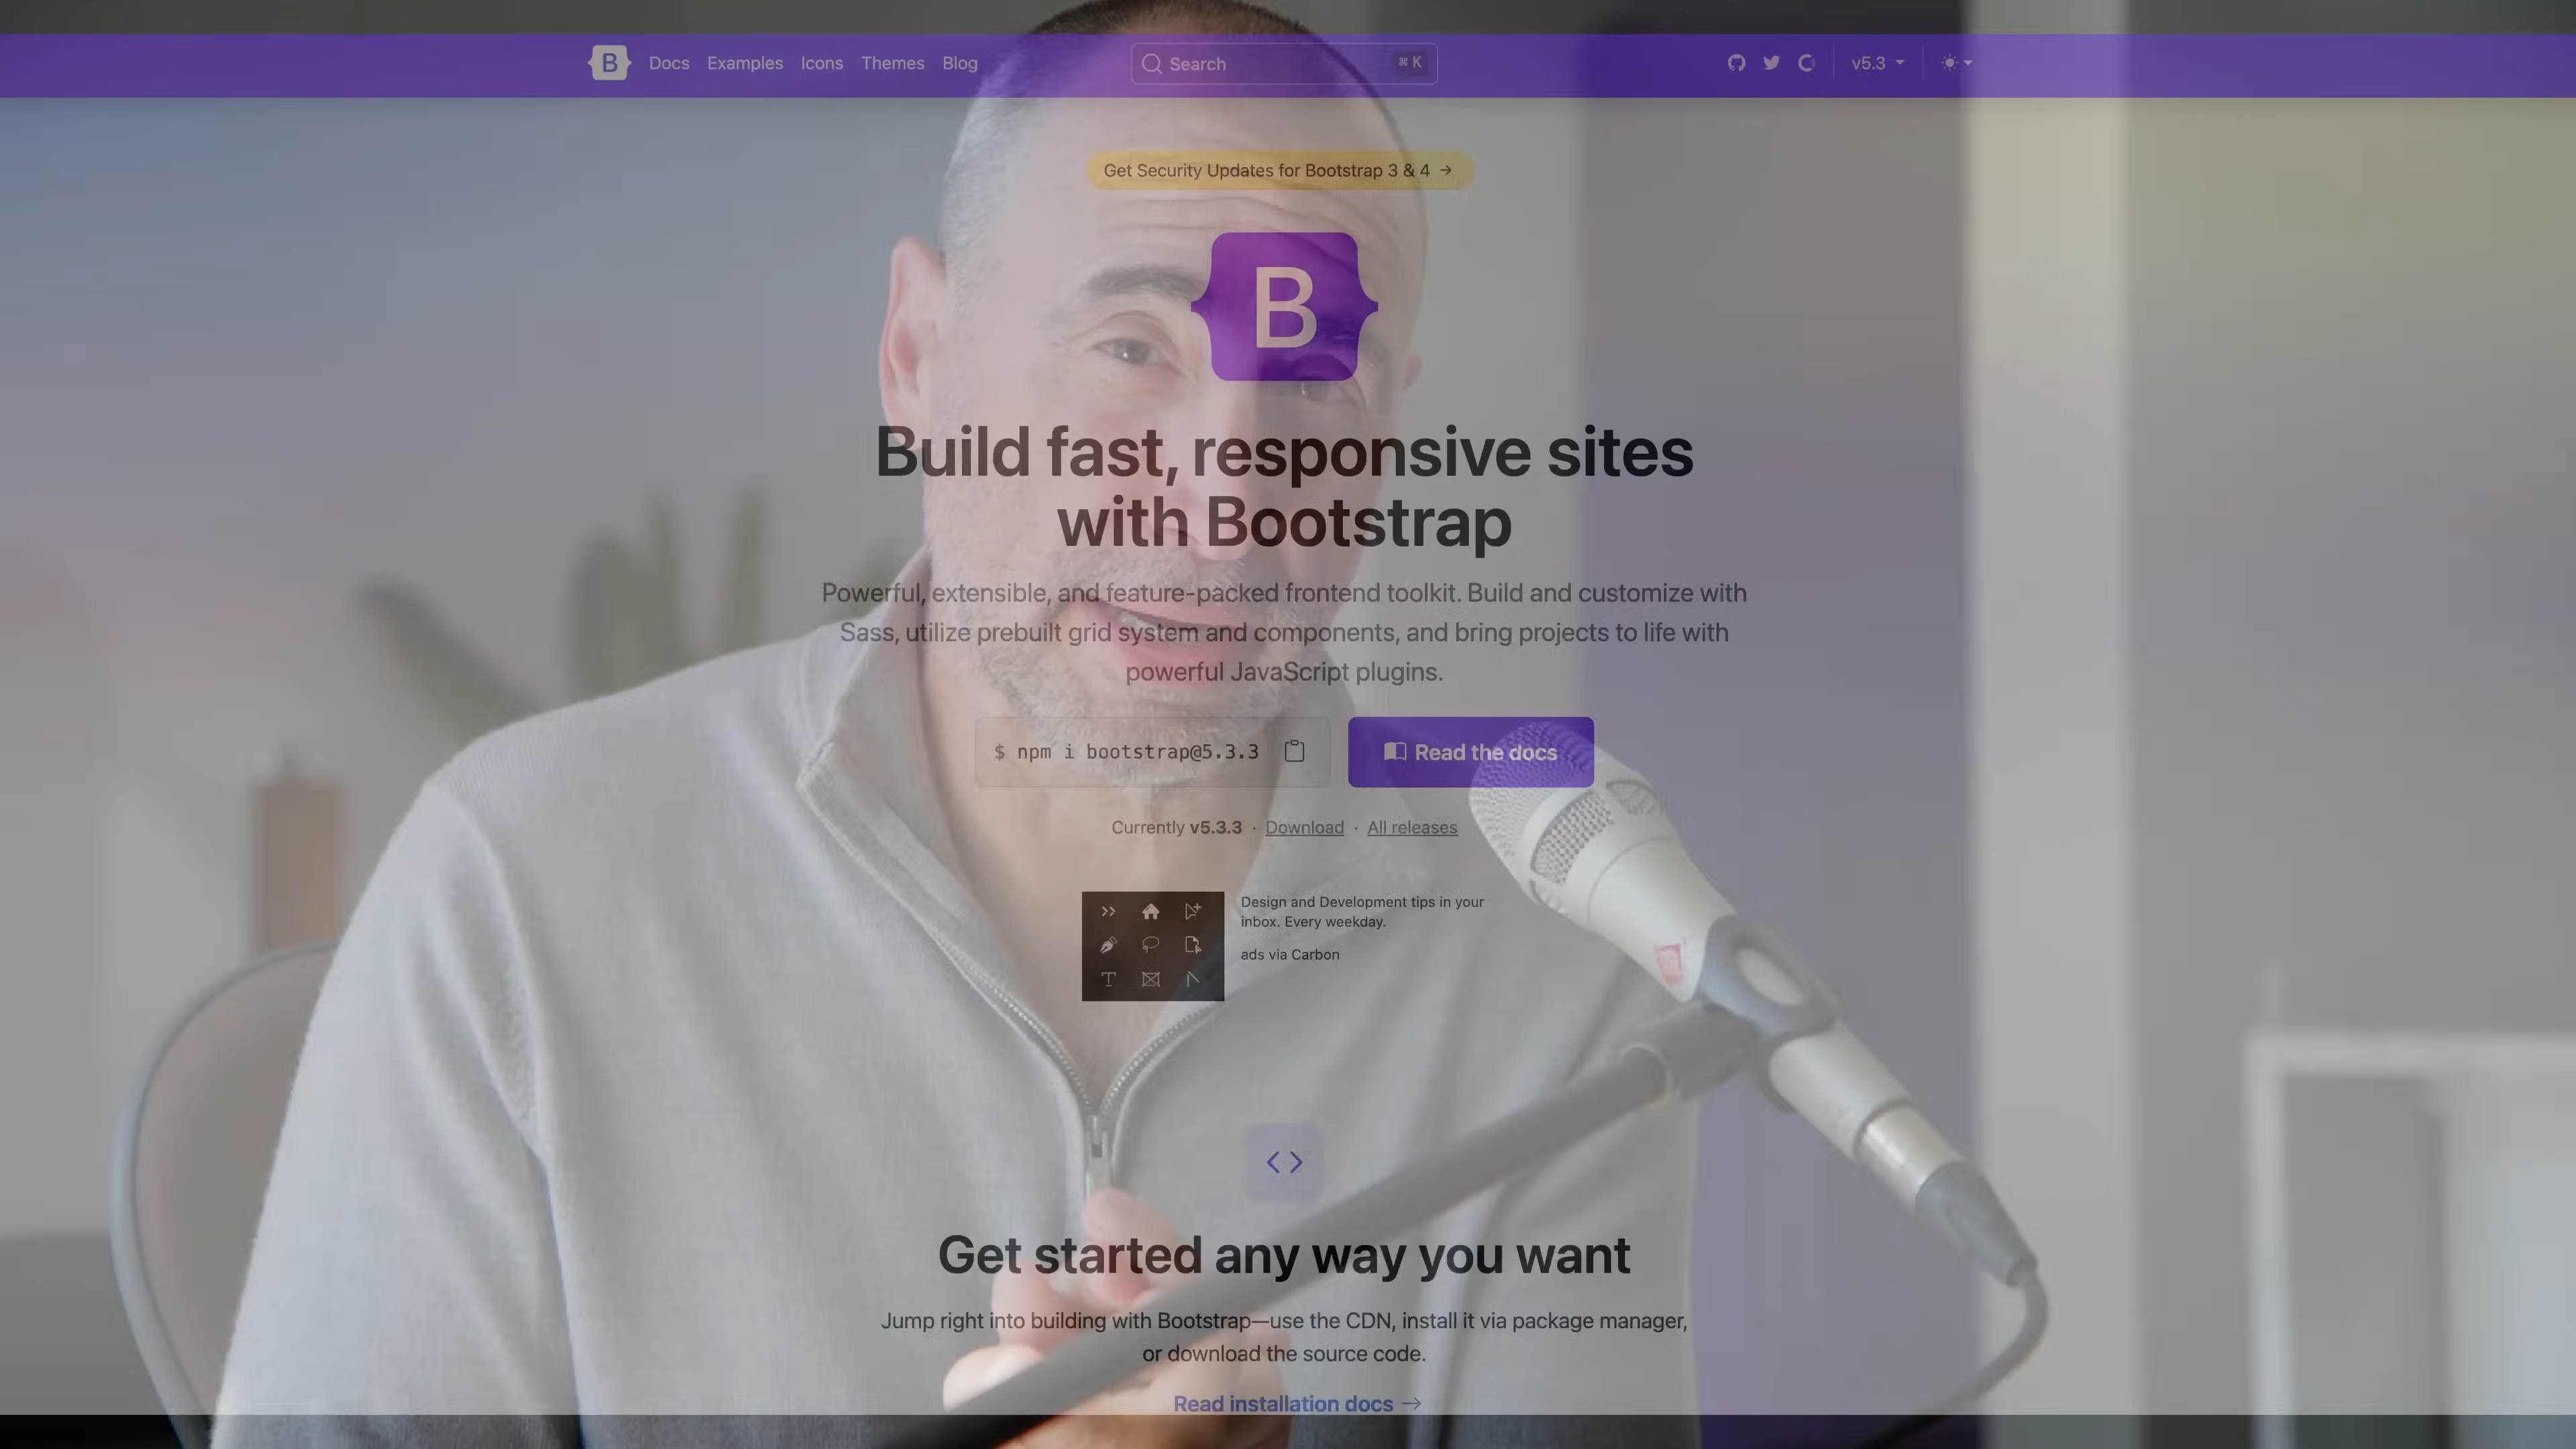 B Docs Examples Icons Themes Blog Search ⌘ K v5.3
Get Security Updates for Bootstrap 3 & 4 →
B
Build fast, responsive sites
with Bootstrap
Powerful, extensible, and feature-packed frontend toolkit. Build and customize with
Sass, utilize prebuilt grid system and components, and bring projects to life with
powerful JavaScript plugins.
$ npm i bootstrap@5.3.3 Read the docs
Currently v5.3.3 · Download · All releases
Design and Development tips in your
inbox. Every weekday.
ads via Carbon
Get started any way you want
Jump right into building with Bootstrap—use the CDN, install it via package manager,
or download the source code.
Read installation docs →